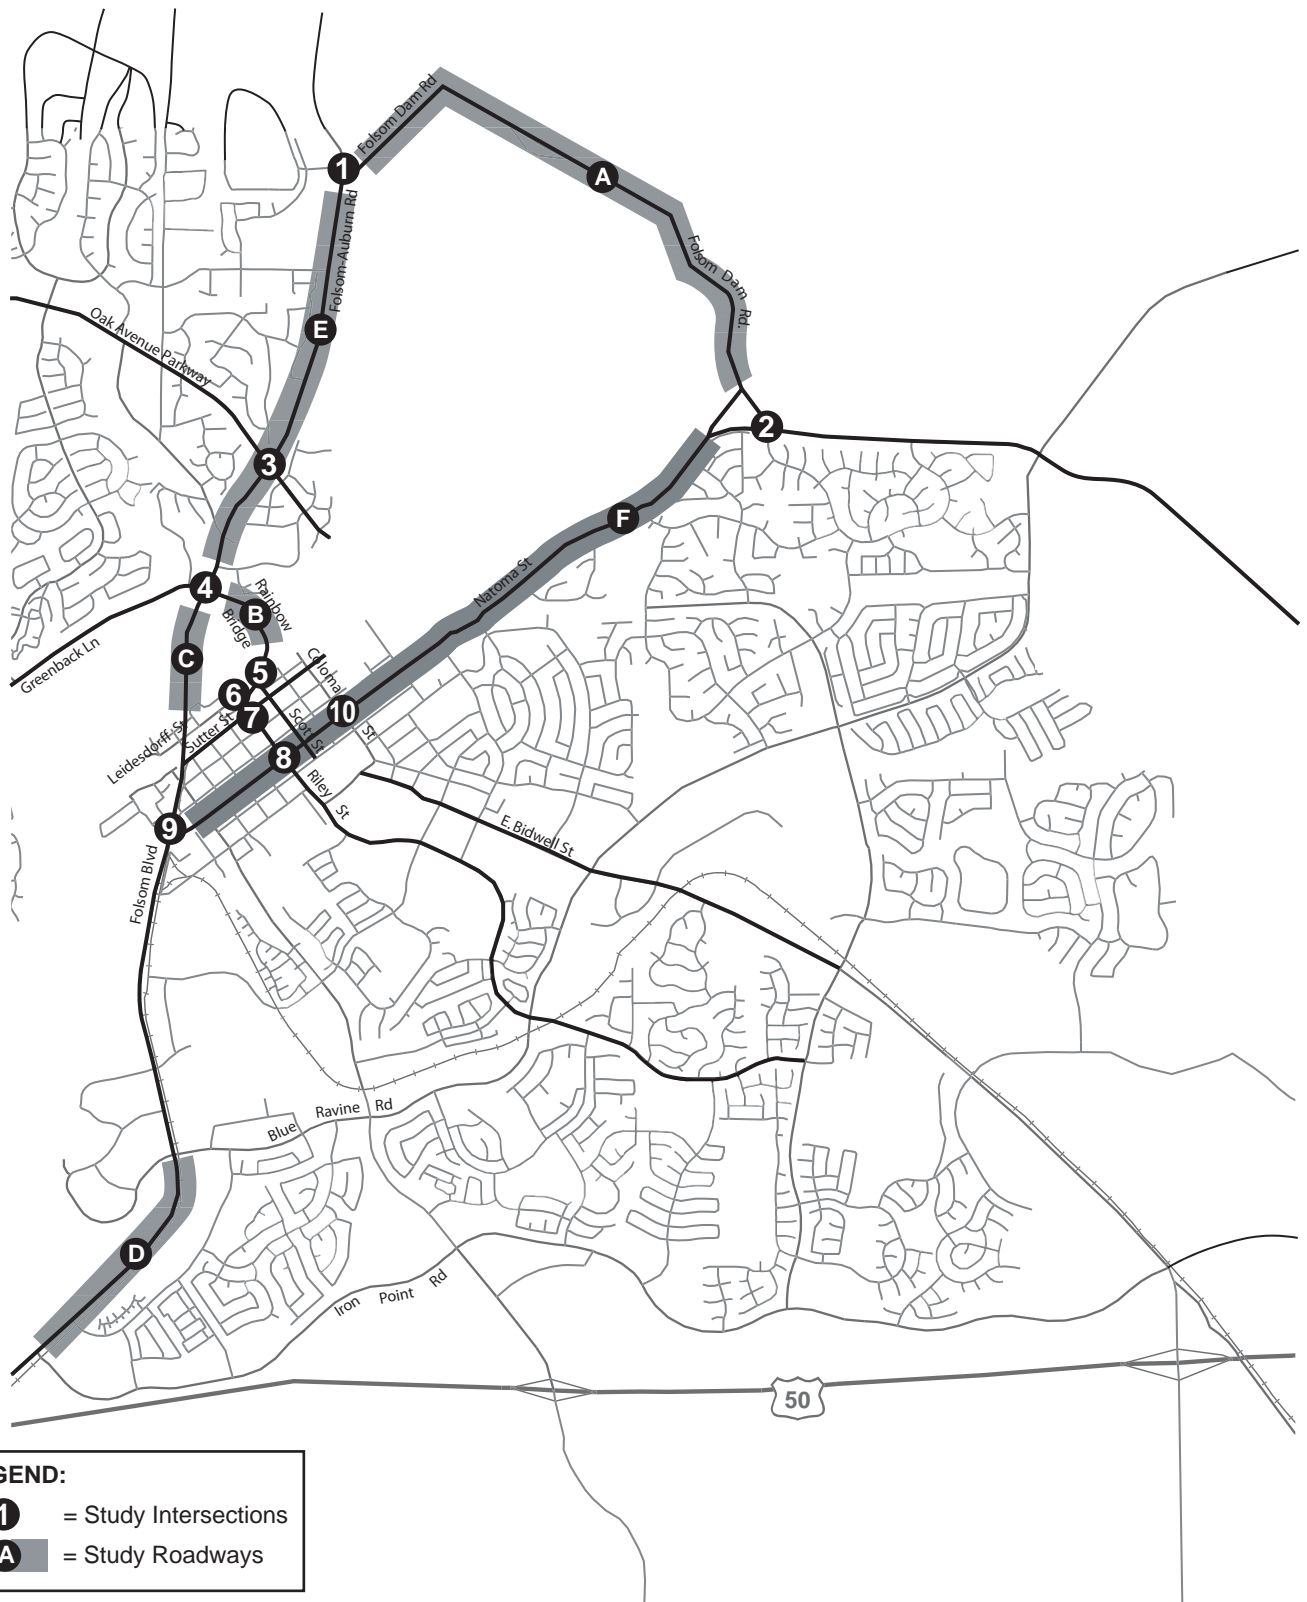 Folsom Dam Rd
1
A
Folsom-Auburn Rd
Folsom Dam Rd.
E
Oak Avenue Parkway
2
3
F
4
Rainbow
Bridge
B
Natoma St
Greenback Ln
C
5
Coloma St
6
7
10
Scott St
Leidesdorff St
Sutter St
8
Riley St
9
E. Bidwell St
Folsom Blvd
Blue Ravine Rd
D
Iron Point Rd
50
GEND:
1 = Study Intersections
A = Study Roadways